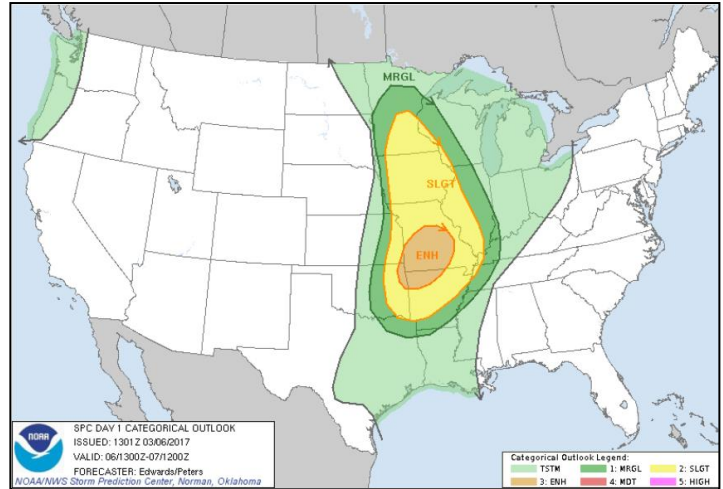 MRGL
SLGT
ENH
NOAA
SPC DAY 1 CATEGORICAL OUTLOOK
ISSUED: 1301Z 03/06/2017
VALID: 06/1300Z-07/1200Z
FORECASTER: Edwards/Peters
NOAA/NWS Storm Prediction Center, Norman, Oklahoma
Categorical Outlook Legend:
TSTM 1: MRGL 2: SLGT
3: ENH 4: MDT 5: HIGH